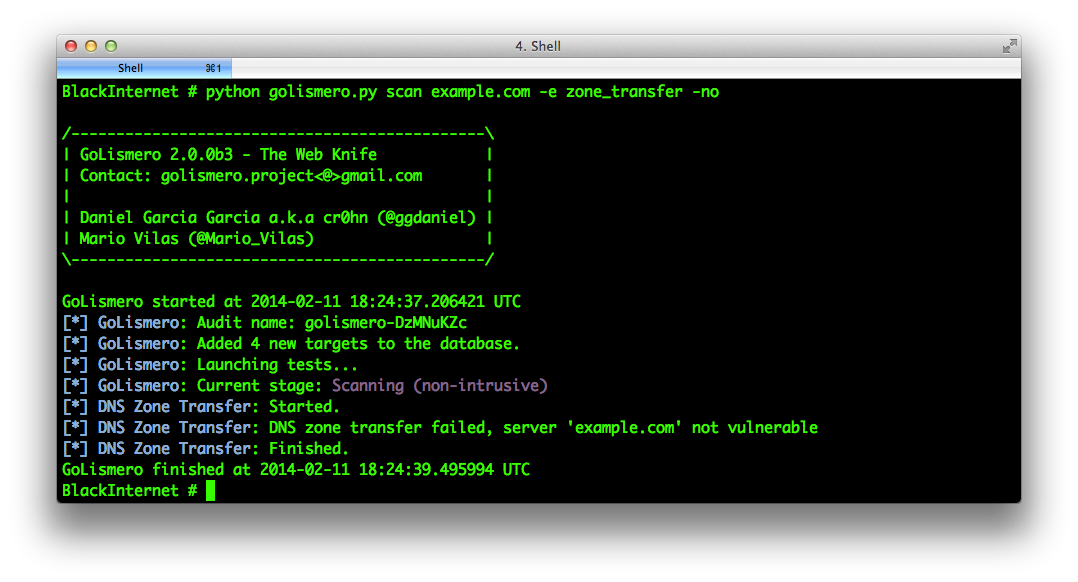 4. Shell
Shell ⌘1
BlackInternet # python golismero.py scan example.com -e zone_transfer -no
/----------------------------------------------\
| GoLismero 2.0.0b3 - The Web Knife            |
| Contact: golismero.project<@>gmail.com       |
|                                              |
| Daniel Garcia Garcia a.k.a cr0hn (@ggdaniel) |
| Mario Vilas (@Mario_Vilas)                   |
\----------------------------------------------/
GoLismero started at 2014-02-11 18:24:37.206421 UTC
[*] GoLismero: Audit name: golismero-DzMNuKZc
[*] GoLismero: Added 4 new targets to the database.
[*] GoLismero: Launching tests...
[*] GoLismero: Current stage: Scanning (non-intrusive)
[*] DNS Zone Transfer: Started.
[*] DNS Zone Transfer: DNS zone transfer failed, server 'example.com' not vulnerable
[*] DNS Zone Transfer: Finished.
GoLismero finished at 2014-02-11 18:24:39.495994 UTC
BlackInternet #